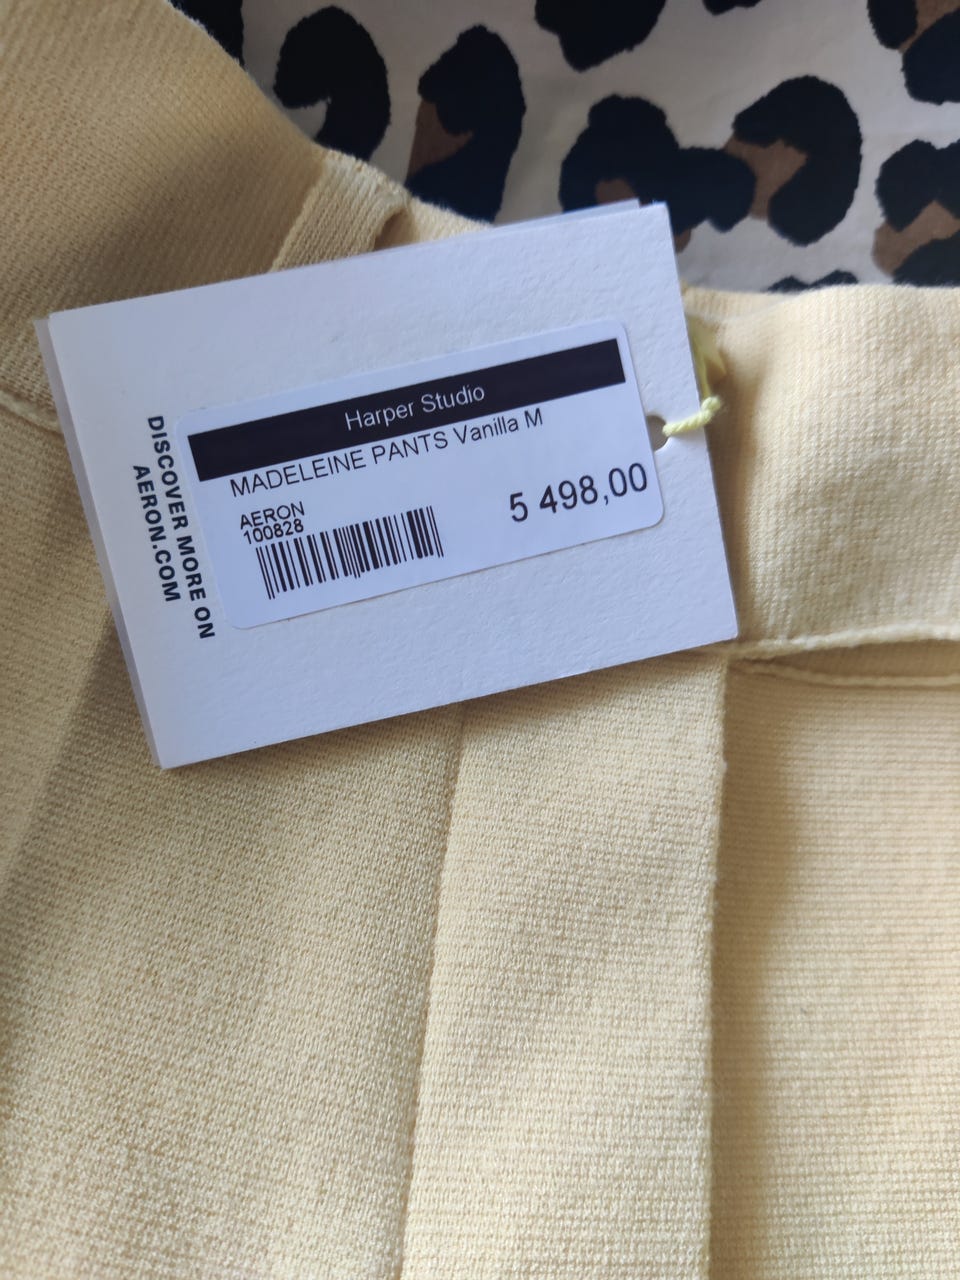 DISCOVER MORE ON
AERON.COM
Harper Studio
MADELEINE PANTS Vanilla M
AERON
100828
5 498,00